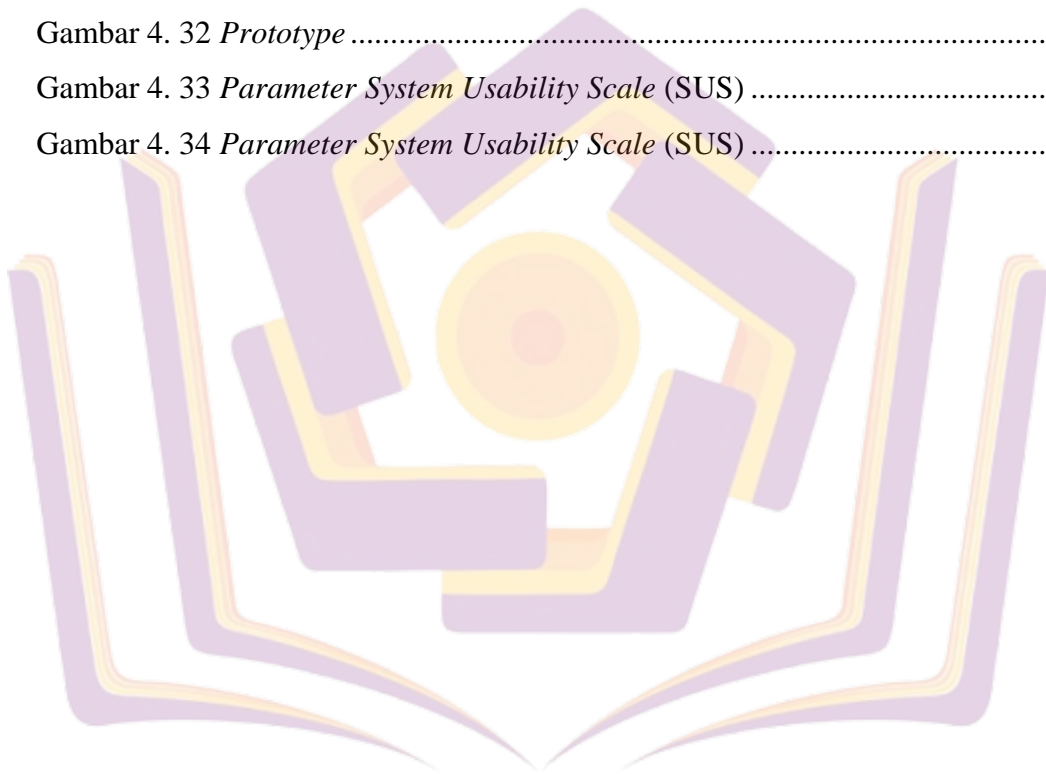 Gambar 4. 32 Prototype ........................................................................................................
Gambar 4. 33 Parameter System Usability Scale (SUS) .............................................
Gambar 4. 34 Parameter System Usability Scale (SUS) .............................................